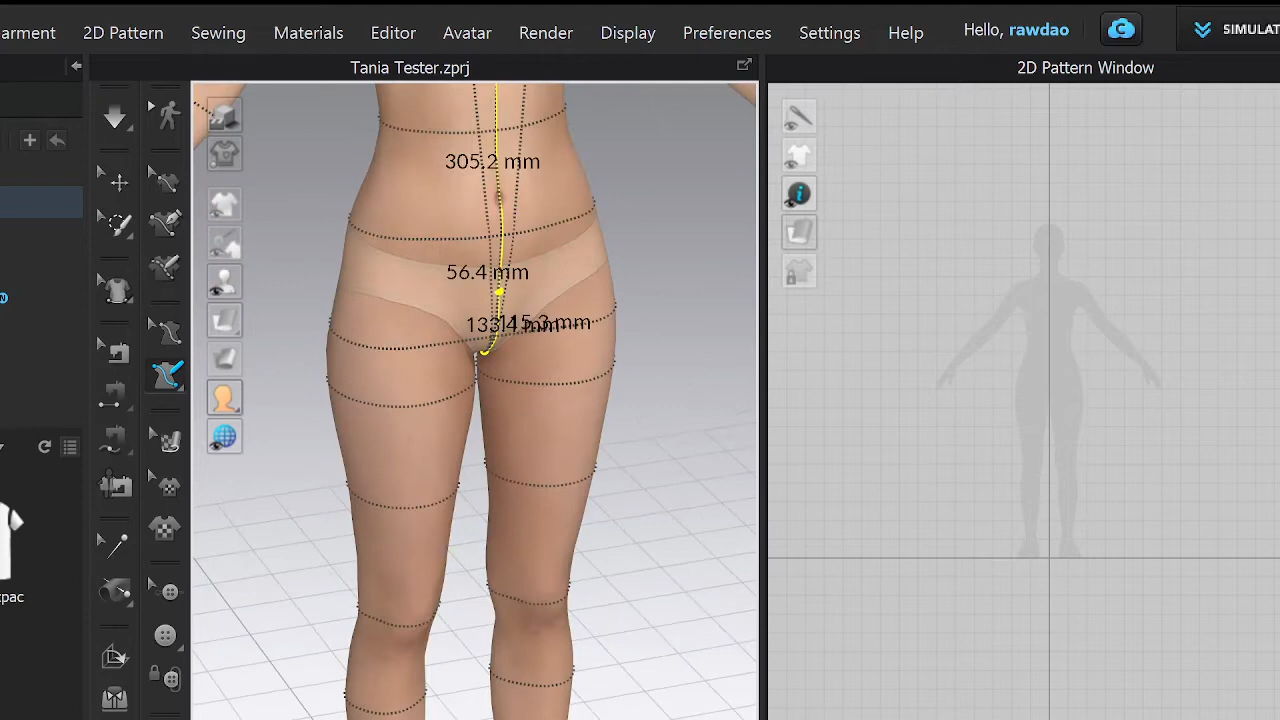 arment 2D Pattern Sewing Materials Editor Avatar Render Display Preferences Settings Help Hello, rawdao SIMULAT
Tania Tester.zprj
2D Pattern Window
305.2 mm
56.4 mm
cpac